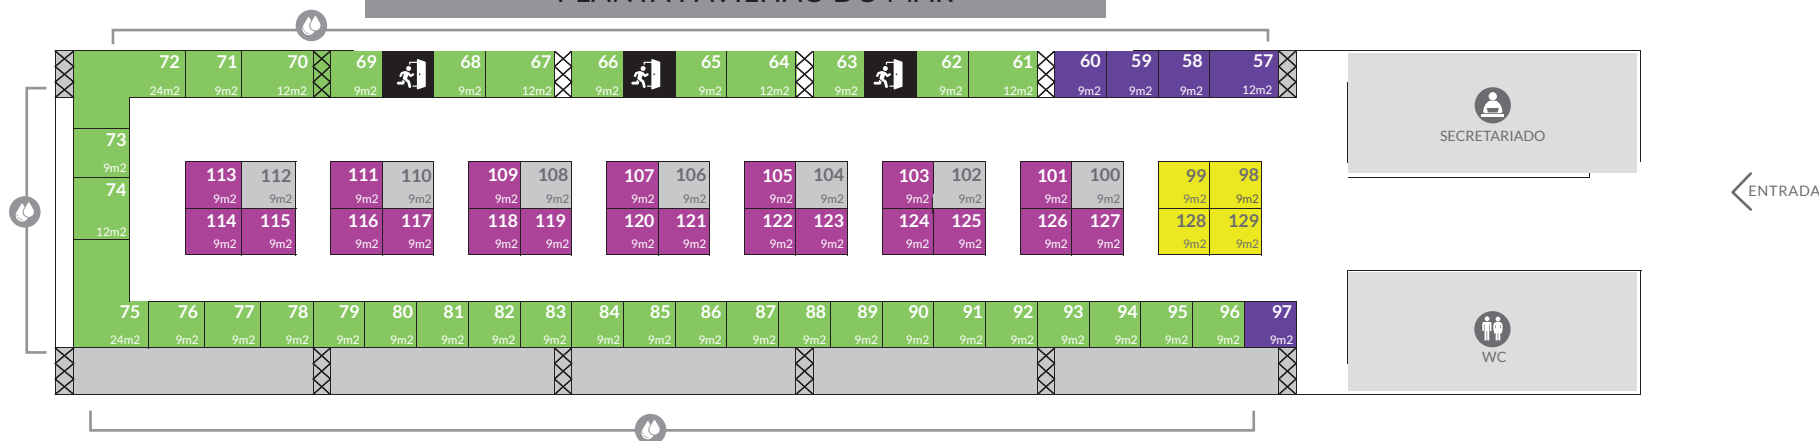 PLANTA PAVILHÃO DO MAR
72 71 70 69 68 67 66 65 64 63 62 61 60 59 58 57
24m2 9m2 12m2 9m2 9m2 12m2 9m2 9m2 12m2 9m2 9m2 12m2 9m2 9m2 9m2 12m2
SECRETARIADO
73
9m2
74
12m2
113 112 111 110 109 108 107 106 105 104 103 102 101 100 99 98
9m2 9m2 9m2 9m2 9m2 9m2 9m2 9m2 9m2 9m2 9m2 9m2 9m2 9m2 9m2 9m2
114 115 116 117 118 119 120 121 122 123 124 125 126 127 128 129
9m2 9m2 9m2 9m2 9m2 9m2 9m2 9m2 9m2 9m2 9m2 9m2 9m2 9m2 9m2 9m2
ENTRADA
75 76 77 78 79 80 81 82 83 84 85 86 87 88 89 90 91 92 93 94 95 96 97
24m2 9m2 9m2 9m2 9m2 9m2 9m2 9m2 9m2 9m2 9m2 9m2 9m2 9m2 9m2 9m2 9m2 9m2 9m2 9m2 9m2 9m2 9m2
WC